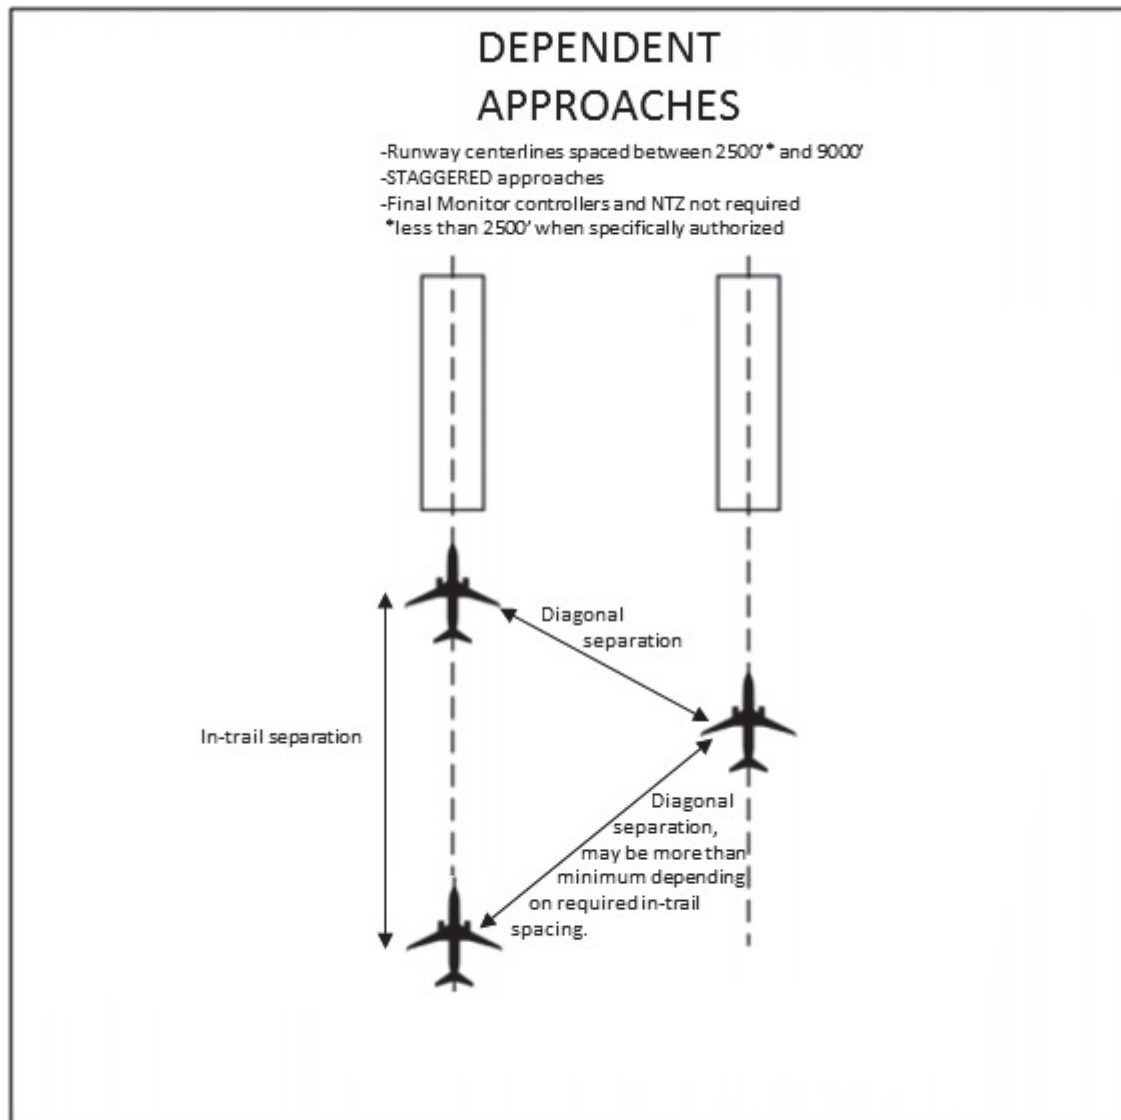 DEPENDENT
APPROACHES
-Runway centerlines spaced between 2500'* and 9000'
-STAGGERED approaches
-Final Monitor controllers and NTZ not required
*less than 2500' when specifically authorized
Diagonal
separation
In-trail separation
Diagonal
separation,
may be more than
minimum depending
on required in-trail
spacing.